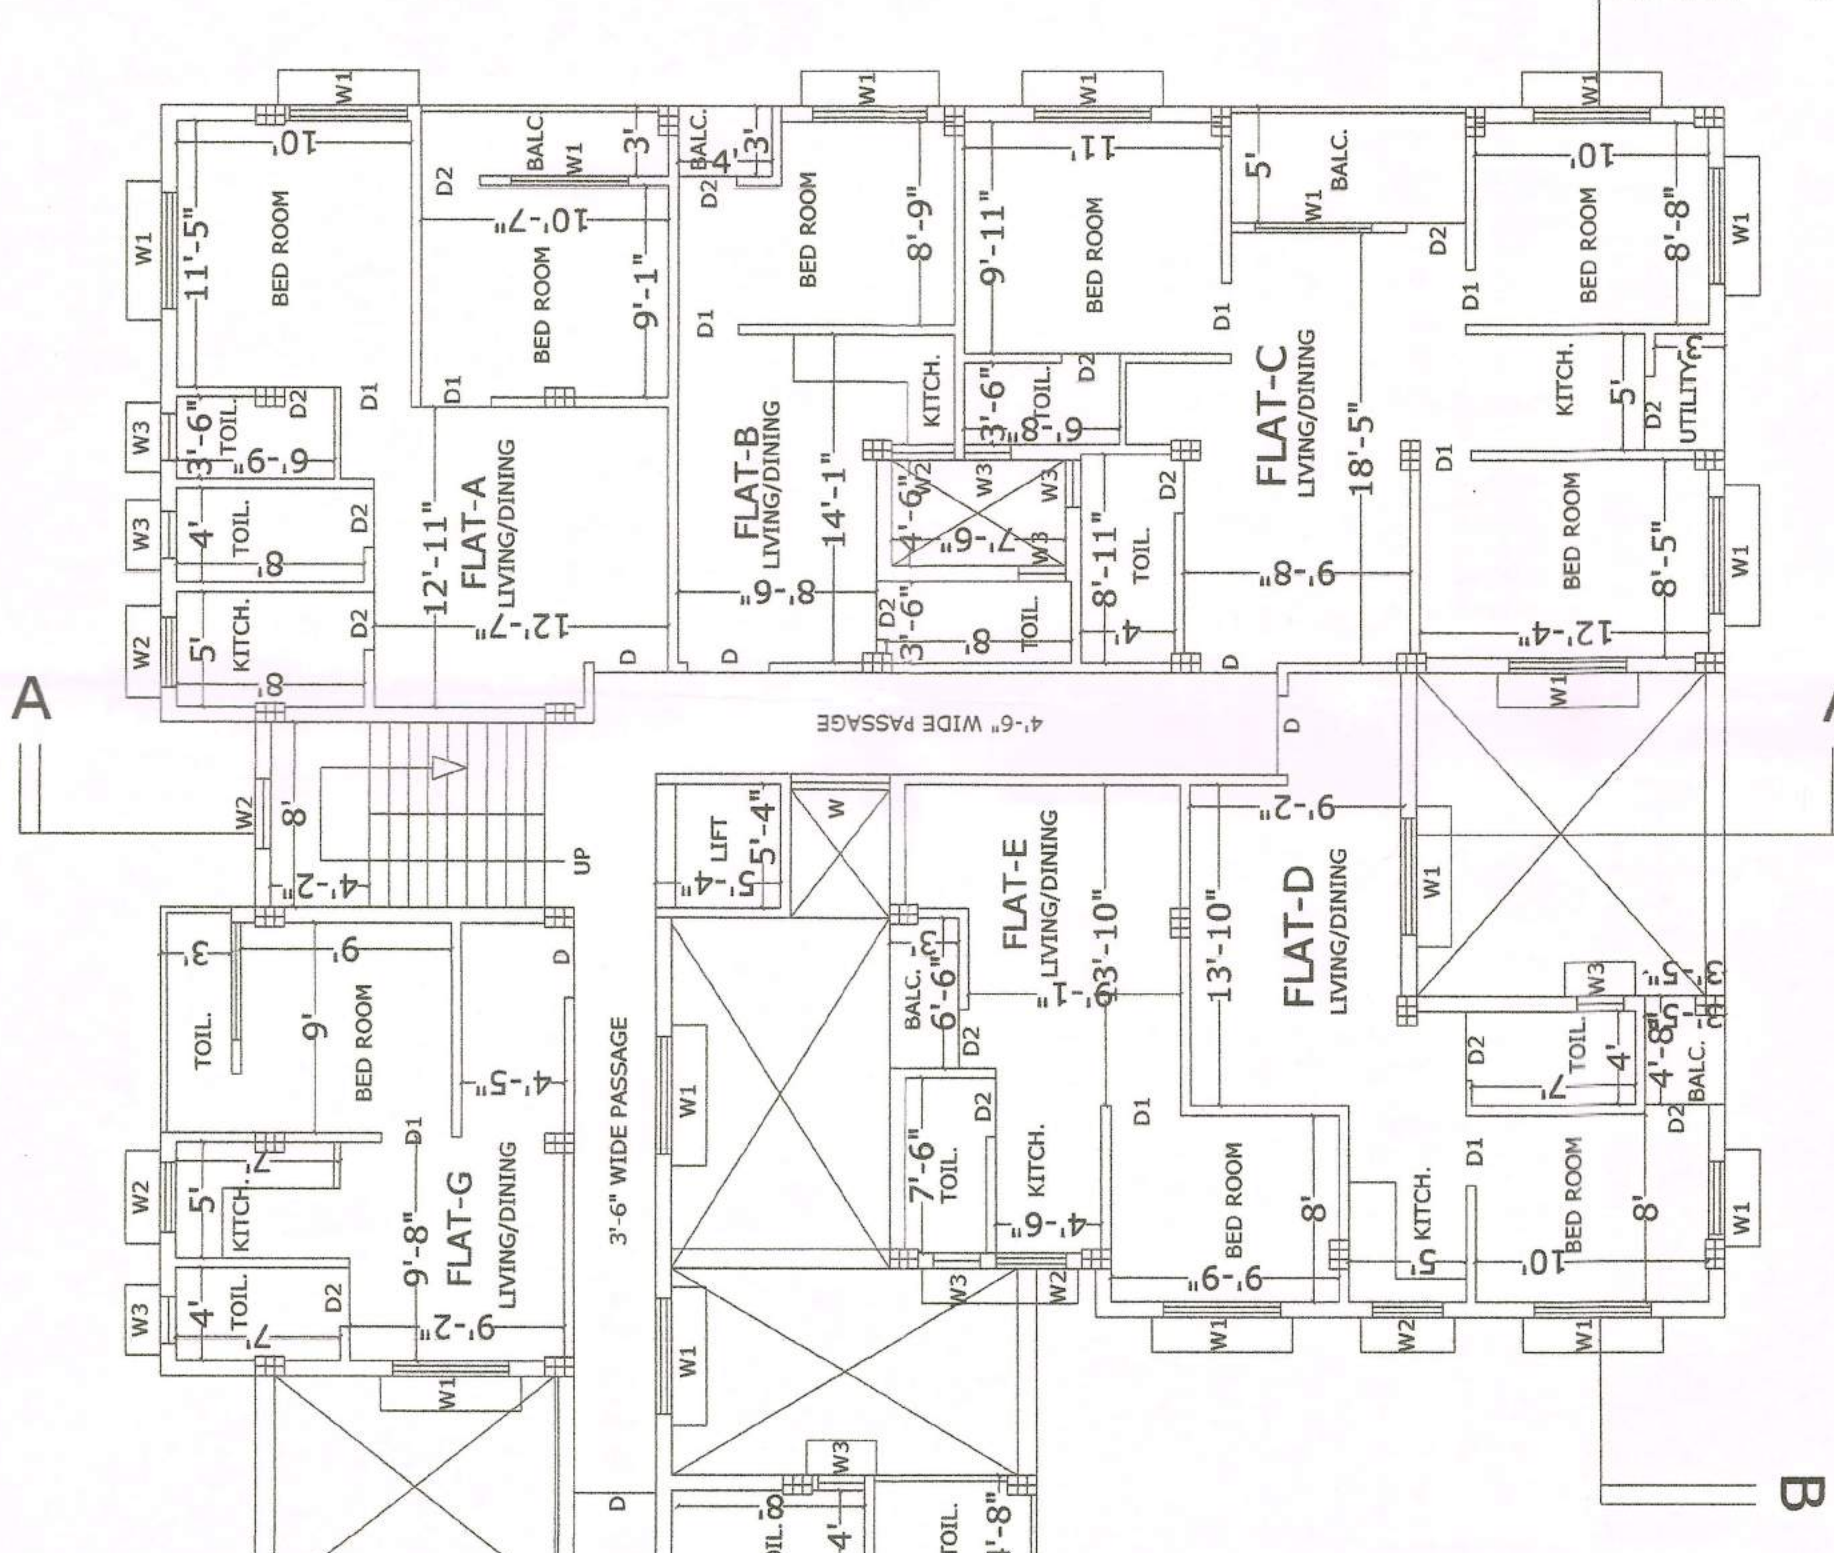 W1
W1
W1
W1
10'
W1
11'-5"
BED ROOM
D2
BALC.
W1
3'
10'-7"
BED ROOM
9'-1"
D1
D1
BALC.
4'
3'
D2
BED ROOM
8'-9"
D1
11'
9'-11"
BED ROOM
D1
5'
BALC.
W1
D2
10'
BED ROOM
8'-8"
W1
D1
W3
3'-6"
TOIL.
D2
6'-9"
W3
4'
TOIL.
D2
8'
W2
5'
KITCH.
D2
8'
12'-11"
FLAT-A
LIVING/DINING
12'-7"
D
FLAT-B
LIVING/DINING
14'-1"
8'-6"
D
KITCH.
3'-6"
TOIL.
D2
6'-8"
W2
W3
W3
4'-6"
7'-6"
W3
D2
3'-6"
8'
TOIL.
8'-11"
TOIL.
D2
4'
FLAT-C
LIVING/DINING
18'-5"
9'-8"
D
KITCH.
5'
D2
UTILITY
3'
D1
BED ROOM
8'-5"
W1
12'-4"
W1
A
4'-6" WIDE PASSAGE
D
W2
8'
4'-2"
UP
LIFT
5'-4"
5'-4"
W
FLAT-E
LIVING/DINING
13'-10"
9'-1"
3'
BALC.
6'-6"
D2
7'-6"
TOIL.
D2
KITCH.
4'-6"
W3
W2
9'-2"
13'-10"
FLAT-D
LIVING/DINING
W1
W3
D1
BED ROOM
8'
9'-9"
W1
D2
TOIL.
4'
7'
4'-8"
BALC.
D2
3'-5"
3'-5"
KITCH.
5'
W2
D1
BED ROOM
8'
10'
W1
W1
3'
TOIL.
9'
9'
BED ROOM
D
4'-5"
D1
W2
5'
KITCH.
7'
W3
4'
TOIL.
D2
7'
9'-8"
FLAT-G
LIVING/DINING
9'-2"
W1
3'-6" WIDE PASSAGE
W1
W1
D
W3
8'
4'
TOIL.
B